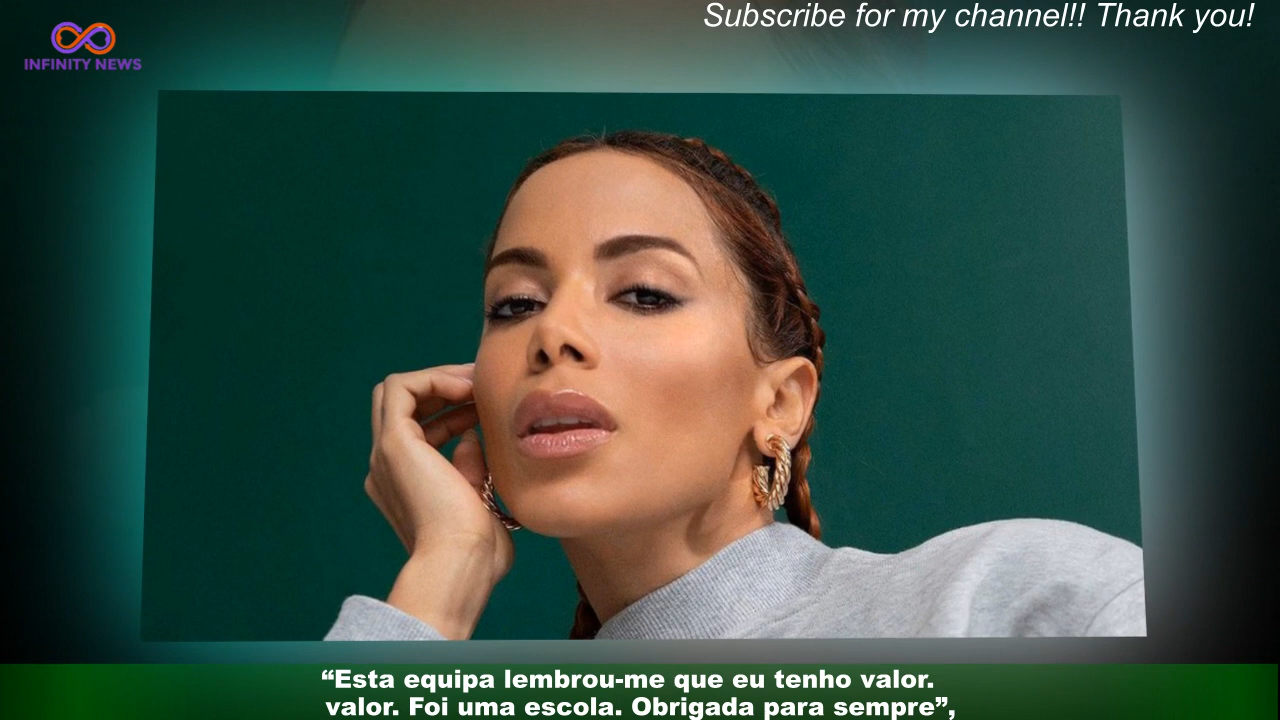 Subscribe for my channel!! Thank you!
INFINITY NEWS
“Esta equipa lembrou-me que eu tenho valor.
valor. Foi uma escola. Obrigada para sempre”,